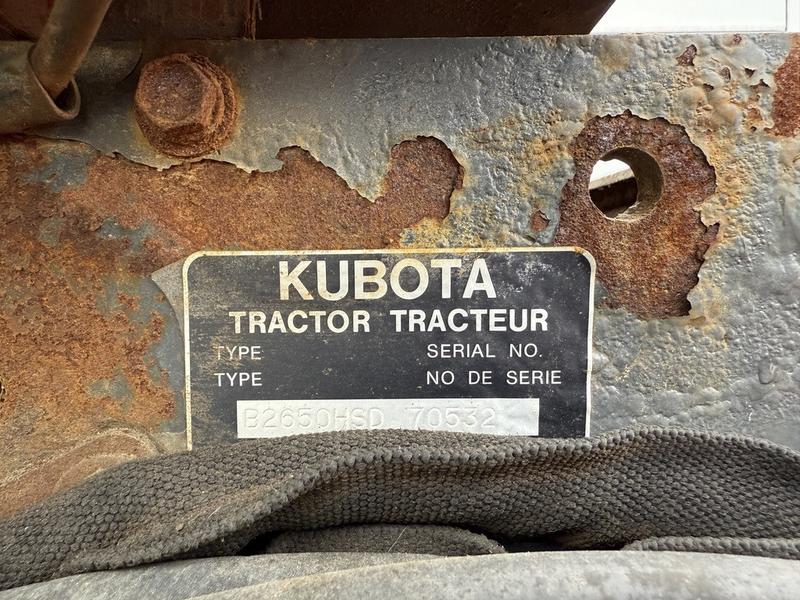 KUBOTA
TRACTOR TRACTEUR
TYPE SERIAL NO.
TYPE NO DE SERIE
B2650HSD 70532